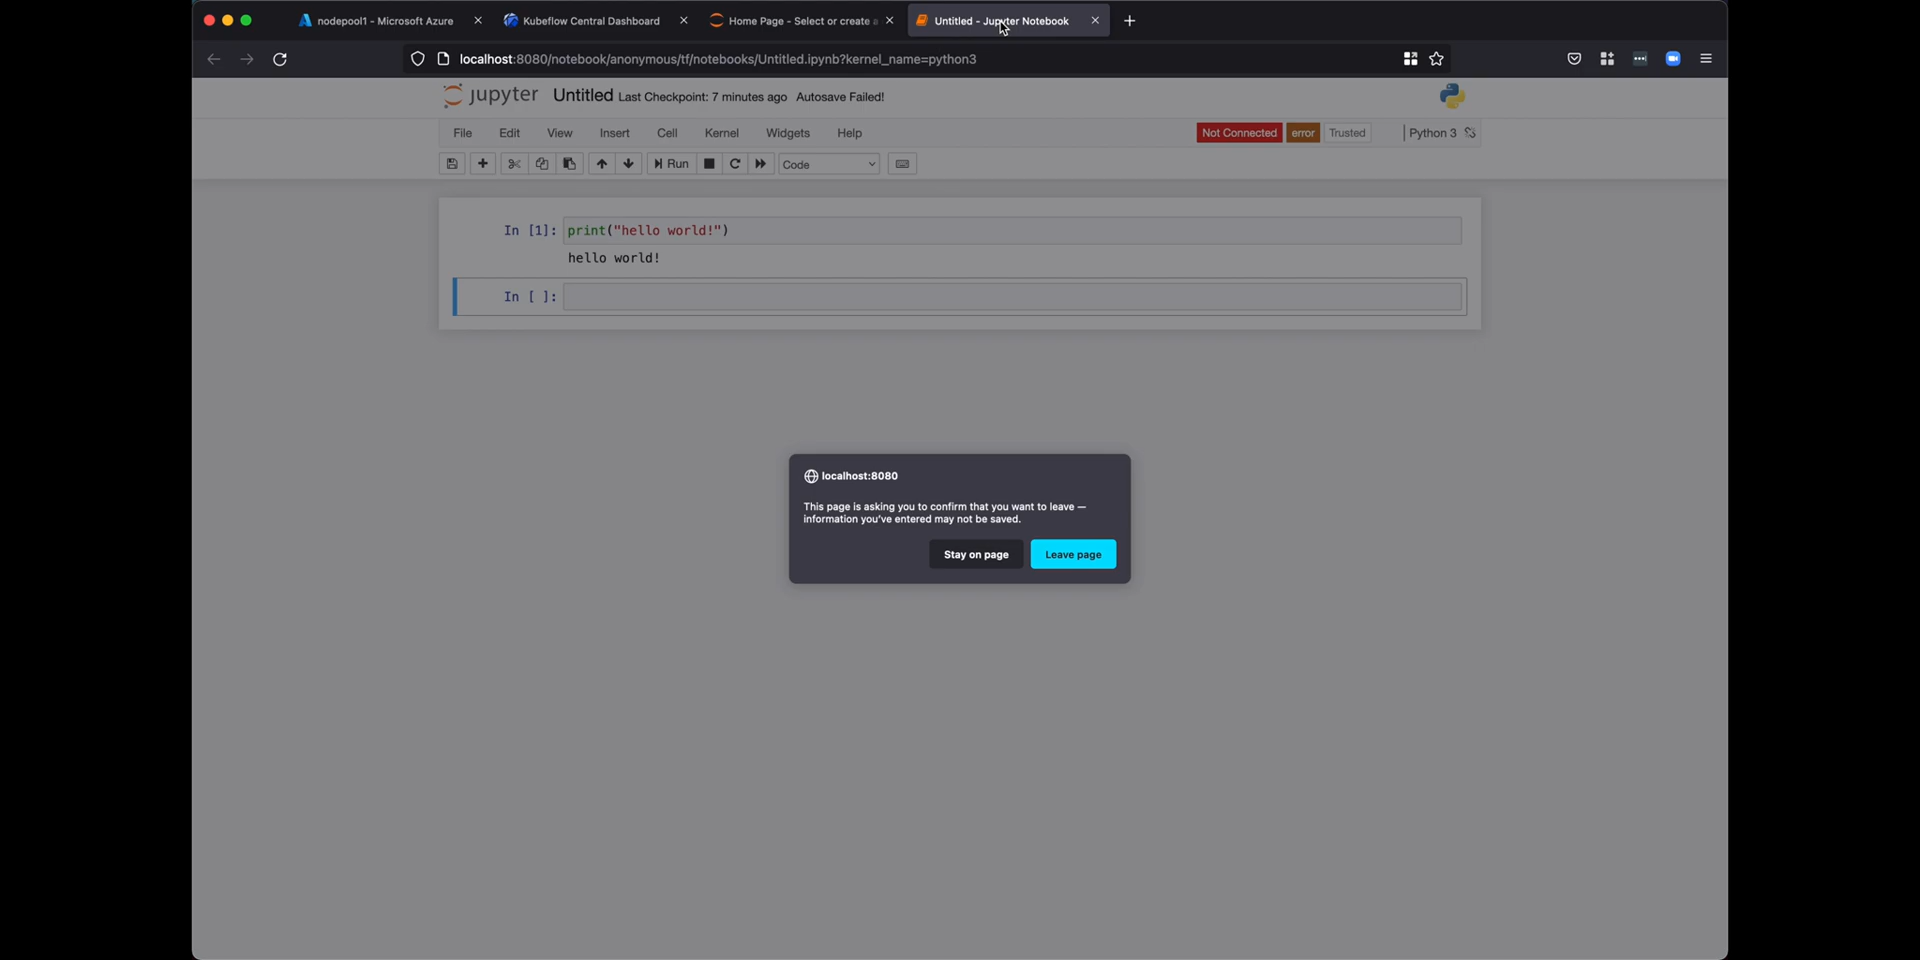 nodepool1 - Microsoft Azure
Kubeflow Central Dashboard
Home Page - Select or create a
Untitled - Jupyter Notebook
localhost:8080/notebook/anonymous/tf/notebooks/Untitled.ipynb?kernel_name=python3
jupyter Untitled Last Checkpoint: 7 minutes ago Autosave Failed!
File Edit View Insert Cell Kernel Widgets Help Not Connected error Trusted Python 3
Run Code
In [1]: print("hello world!")
hello world!
In [ ]:
localhost:8080
This page is asking you to confirm that you want to leave —
information you’ve entered may not be saved.
Stay on page Leave page